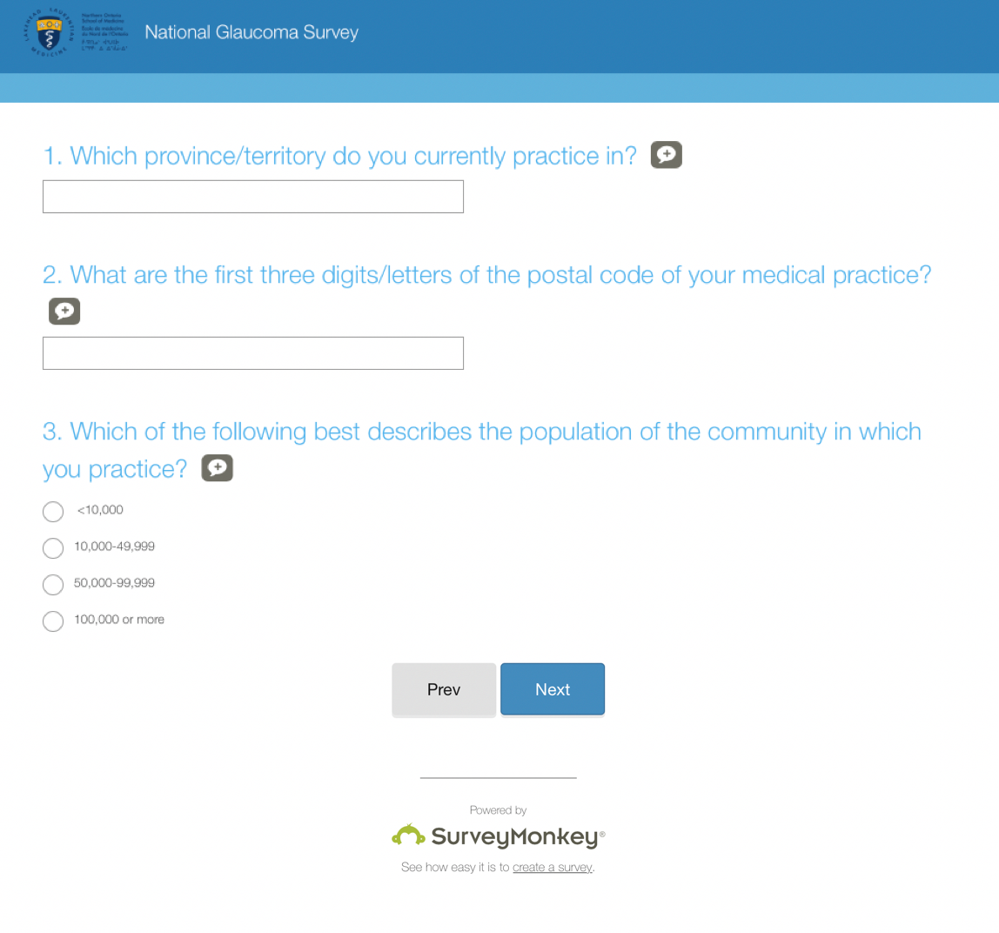 LAKEHEAD LAURENTIAN
MEDICINE
Northern Ontario
School of Medicine
École de médecine
du Nord de l'Ontario
National Glaucoma Survey
1. Which province/territory do you currently practice in?
2. What are the first three digits/letters of the postal code of your medical practice?
3. Which of the following best describes the population of the community in which
you practice?
<10,000
10,000-49,999
50,000-99,999
100,000 or more
Prev
Next
Powered by
SurveyMonkey®
See how easy it is to create a survey.